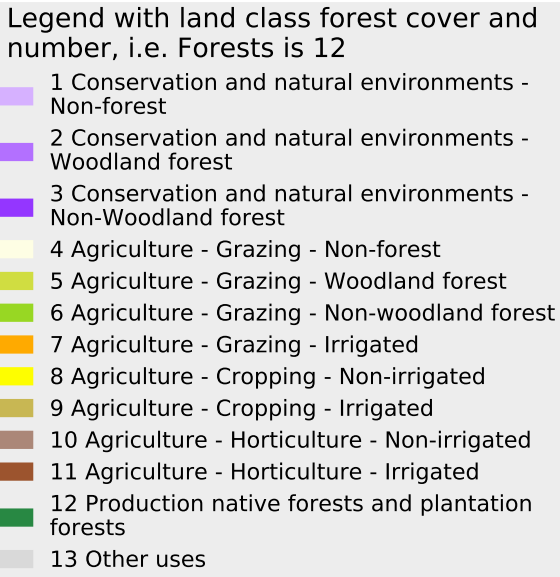 Legend with land class forest cover and
number, i.e. Forests is 12
1 Conservation and natural environments -
Non-forest
2 Conservation and natural environments -
Woodland forest
3 Conservation and natural environments -
Non-Woodland forest
4 Agriculture - Grazing - Non-forest
5 Agriculture - Grazing - Woodland forest
6 Agriculture - Grazing - Non-woodland forest
7 Agriculture - Grazing - Irrigated
8 Agriculture - Cropping - Non-irrigated
9 Agriculture - Cropping - Irrigated
10 Agriculture - Horticulture - Non-irrigated
11 Agriculture - Horticulture - Irrigated
12 Production native forests and plantation
forests
13 Other uses